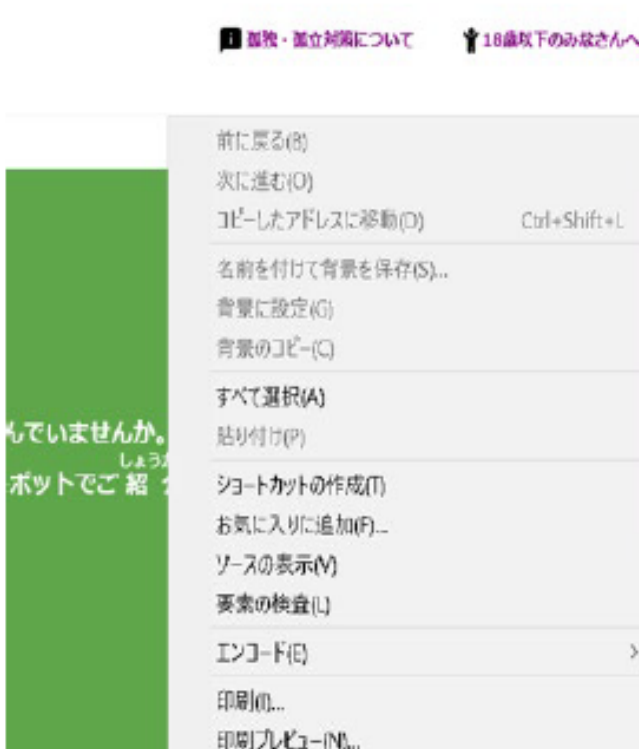 孤独・孤立対策について
18歳以下のみなさんへ
前に戻る(B)
次に進む(O)
コピーしたアドレスに移動(D) Ctrl+Shift+L
名前を付けて背景を保存(S)...
背景に設定(G)
背景のコピー(C)
すべて選択(A)
んでいませんか。
貼り付け(P)
しょうか
ポットでご 紹
ショートカットの作成(T)
お気に入りに追加(F)...
ソースの表示(V)
要素の検査(L)
エンコード(E)
印刷(I)...
印刷プレビュー(N)...